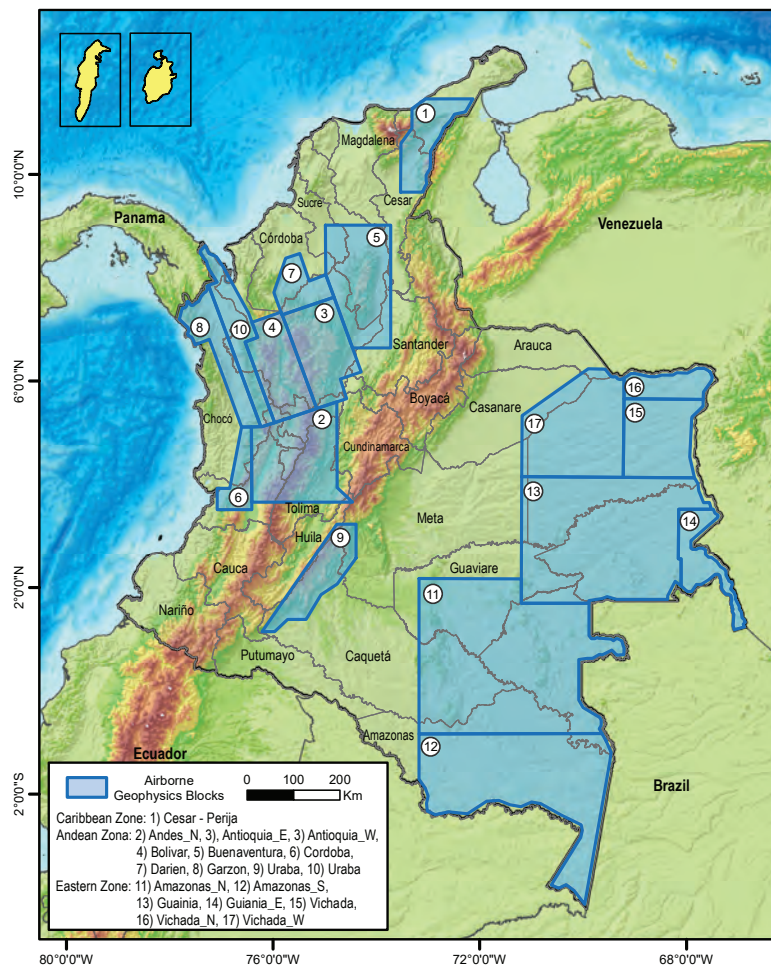 1
Magdalena
10°0'0"N
Cesar
Sucre
Panama
Venezuela
Córdoba
5
7
8
10
4
3
Santander
Arauca
6°0'0"N
Boyacá
16
Casanare
15
Chocó
2
17
Cundinamarca
6
13
Tolima
Meta
14
Huila
9
Cauca
Guaviare
2°0'0"N
11
Nariño
Putumayo
Caquetá
Amazonas
12
Ecuador
Brazil
2°0'0"S
Airborne
Geophysics Blocks
0 100 200
Km
Caribbean Zone: 1) Cesar - Perija
Andean Zone: 2) Andes_N, 3), Antioquia_E, 3) Antioquia_W,
4) Bolivar, 5) Buenaventura, 6) Cordoba,
7) Darien, 8) Garzon, 9) Uraba, 10) Uraba
Eastern Zone: 11) Amazonas_N, 12) Amazonas_S,
13) Guainia, 14) Guiania_E, 15) Vichada,
16) Vichada_N, 17) Vichada_W
80°0'0"W 76°0'0"W 72°0'0"W 68°0'0"W